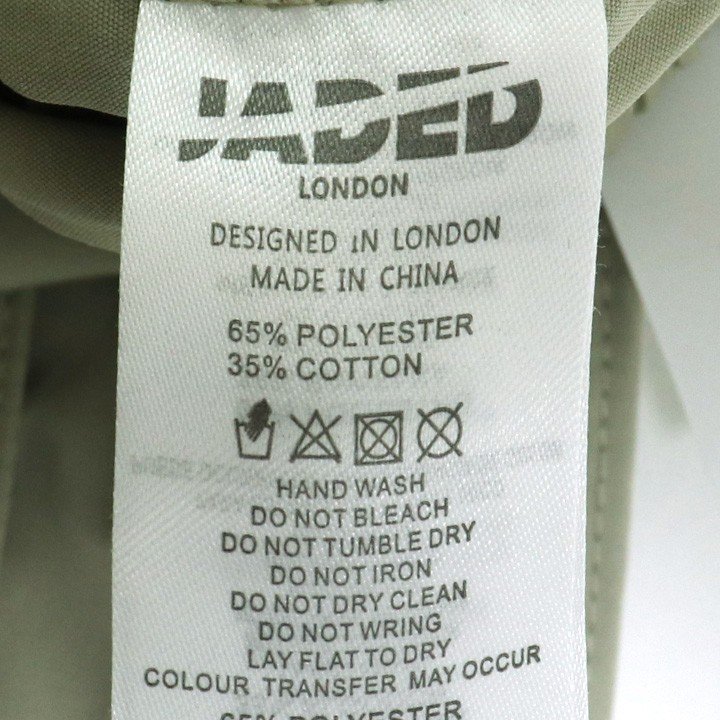 JADED
LONDON
DESIGNED IN LONDON
MADE IN CHINA
65% POLYESTER
35% COTTON
HAND WASH
DO NOT BLEACH
DO NOT TUMBLE DRY
DO NOT IRON
DO NOT DRY CLEAN
DO NOT WRING
LAY FLAT TO DRY
COLOUR TRANSFER MAY OCCUR
65% POLYESTER